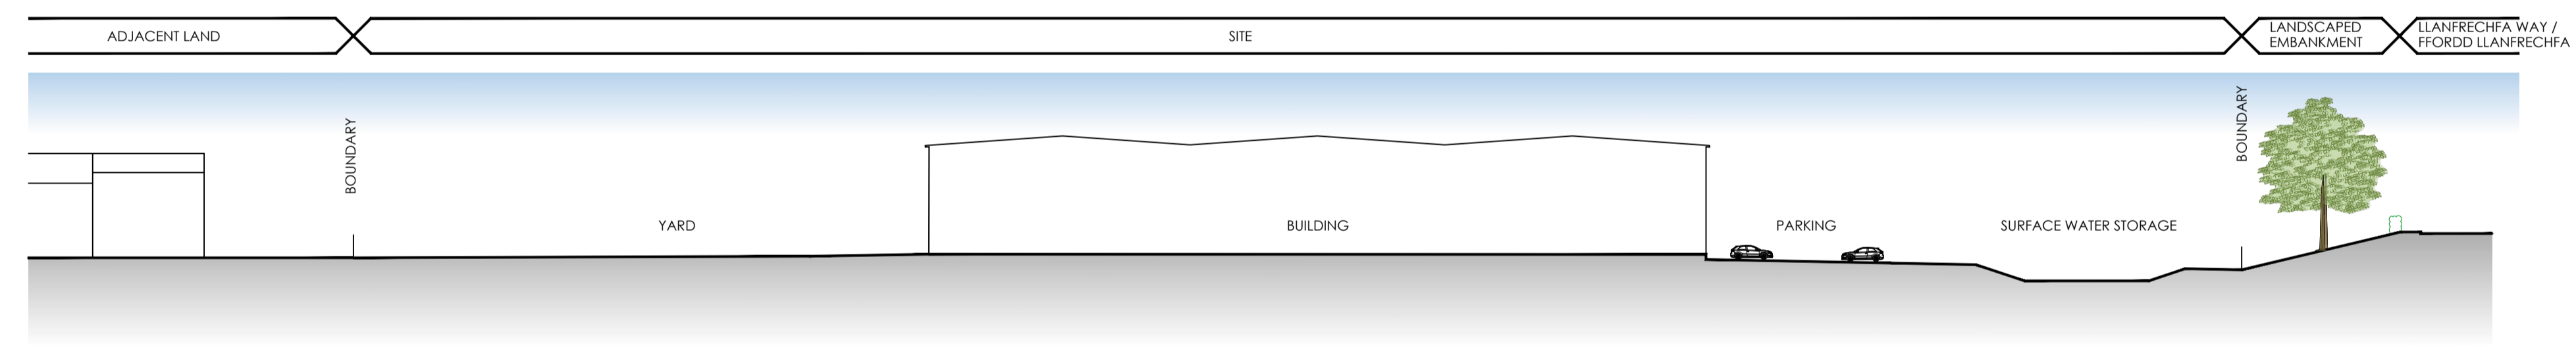 ADJACENT LAND
SITE
LANDSCAPED
EMBANKMENT
LLANFRECHFA WAY /
FFORDD LLANFRECHFA
BOUNDARY
YARD
BUILDING
PARKING
SURFACE WATER STORAGE
BOUNDARY